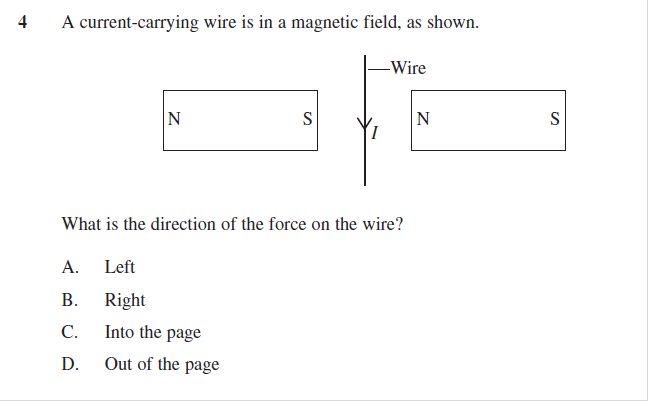 4 A current-carrying wire is in a magnetic field, as shown.
Wire
N S I N S
What is the direction of the force on the wire?
A. Left
B. Right
C. Into the page
D. Out of the page